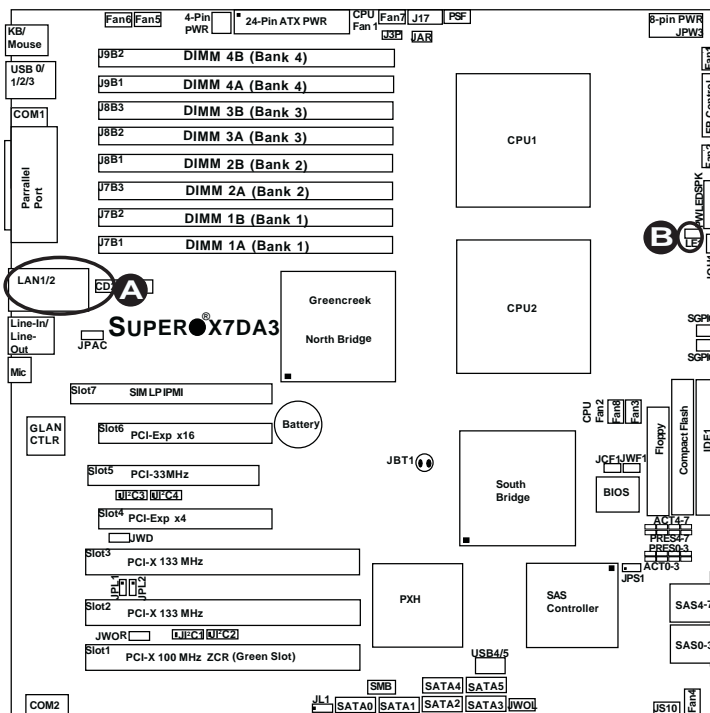 Fan6 Fan5
4-Pin
PWR
24-Pin ATX PWR
CPU
Fan 1
Fan7
J17
PSF
J3P
JAR
8-pin PWR
JPW3
KB/
Mouse
USB 0/
1/2/3
COM1
Parrallel
Port
J9B2 DIMM 4B (Bank 4)
J9B1 DIMM 4A (Bank 4)
J8B3 DIMM 3B (Bank 3)
J8B2 DIMM 3A (Bank 3)
J8B1 DIMM 2B (Bank 2)
J7B3 DIMM 2A (Bank 2)
J7B2 DIMM 1B (Bank 1)
J7B1 DIMM 1A (Bank 1)
CPU1
PWLEDSPK
B
LE
LAN1/2
A
SUPER®X7DA3
Line-In/
Line-
Out
JPAC
Mic
Greencreek
North Bridge
CPU2
Slot7 SIMLP IPMI
GLAN
CTLR
Slot6 PCI-Exp x16
Battery
Slot5 PCI-33MHz
JI²C3 JI²C4
Slot4 PCI-Exp x4
JWD
Slot3 PCI-X 133 MHz
JPL1
JPL2
Slot2 PCI-X 133 MHz
JWOR
JI²C1 JI²C2
Slot1 PCI-X 100 MHz ZCR (Green Slot)
COM2
JBT1
South
Bridge
CPU
Fan2
Fan8
Fan3
JCF1 JWF1
BIOS
Floppy
Compact Flash
ACT4-7
PRES4-7
PRES0-3
ACT0-3
JPS1
PXH
SAS
Controller
SAS4-7
SAS0-3
USB4/5
SMB
SATA4 SATA5
JL1
SATA0 SATA1 SATA2 SATA3
JWOL
JS10
Fan4